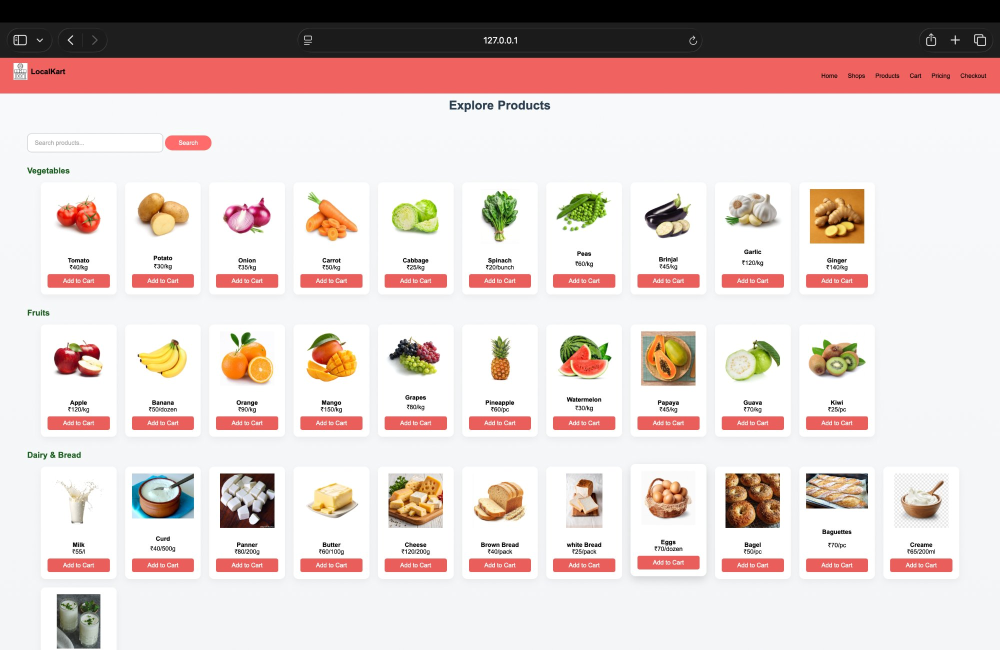 127.0.0.1
LocalKart
Home Shops Products Cart Pricing Checkout
Explore Products
Search products... Search
Vegetables
Tomato Potato Onion Carrot Cabbage Spinach Peas Brinjal Garlic Ginger
₹40/kg ₹30/kg ₹35/kg ₹50/kg ₹25/kg ₹20/bunch ₹60/kg ₹45/kg ₹120/kg ₹140/kg
Add to Cart Add to Cart Add to Cart Add to Cart Add to Cart Add to Cart Add to Cart Add to Cart Add to Cart Add to Cart
Fruits
Apple Banana Orange Mango Grapes Pineapple Watermelon Papaya Guava Kiwi
₹120/kg ₹50/dozen ₹90/kg ₹150/kg ₹80/kg ₹60/pc ₹30/kg ₹45/kg ₹70/kg ₹25/pc
Add to Cart Add to Cart Add to Cart Add to Cart Add to Cart Add to Cart Add to Cart Add to Cart Add to Cart Add to Cart
Dairy & Bread
Milk Curd Panner Butter Cheese Brown Bread white Bread Eggs Bagel Baguettes Creame
₹55/l ₹40/500g ₹80/200g ₹60/100g ₹120/200g ₹40/pack ₹25/pack ₹70/dozen ₹50/pc ₹70/pc ₹65/200ml
Add to Cart Add to Cart Add to Cart Add to Cart Add to Cart Add to Cart Add to Cart Add to Cart Add to Cart Add to Cart Add to Cart